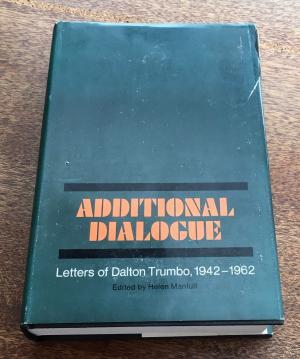 ADDITIONAL
DIALOGUE
Letters of Dalton Trumbo, 1942–1962
Edited by Helen Manfull